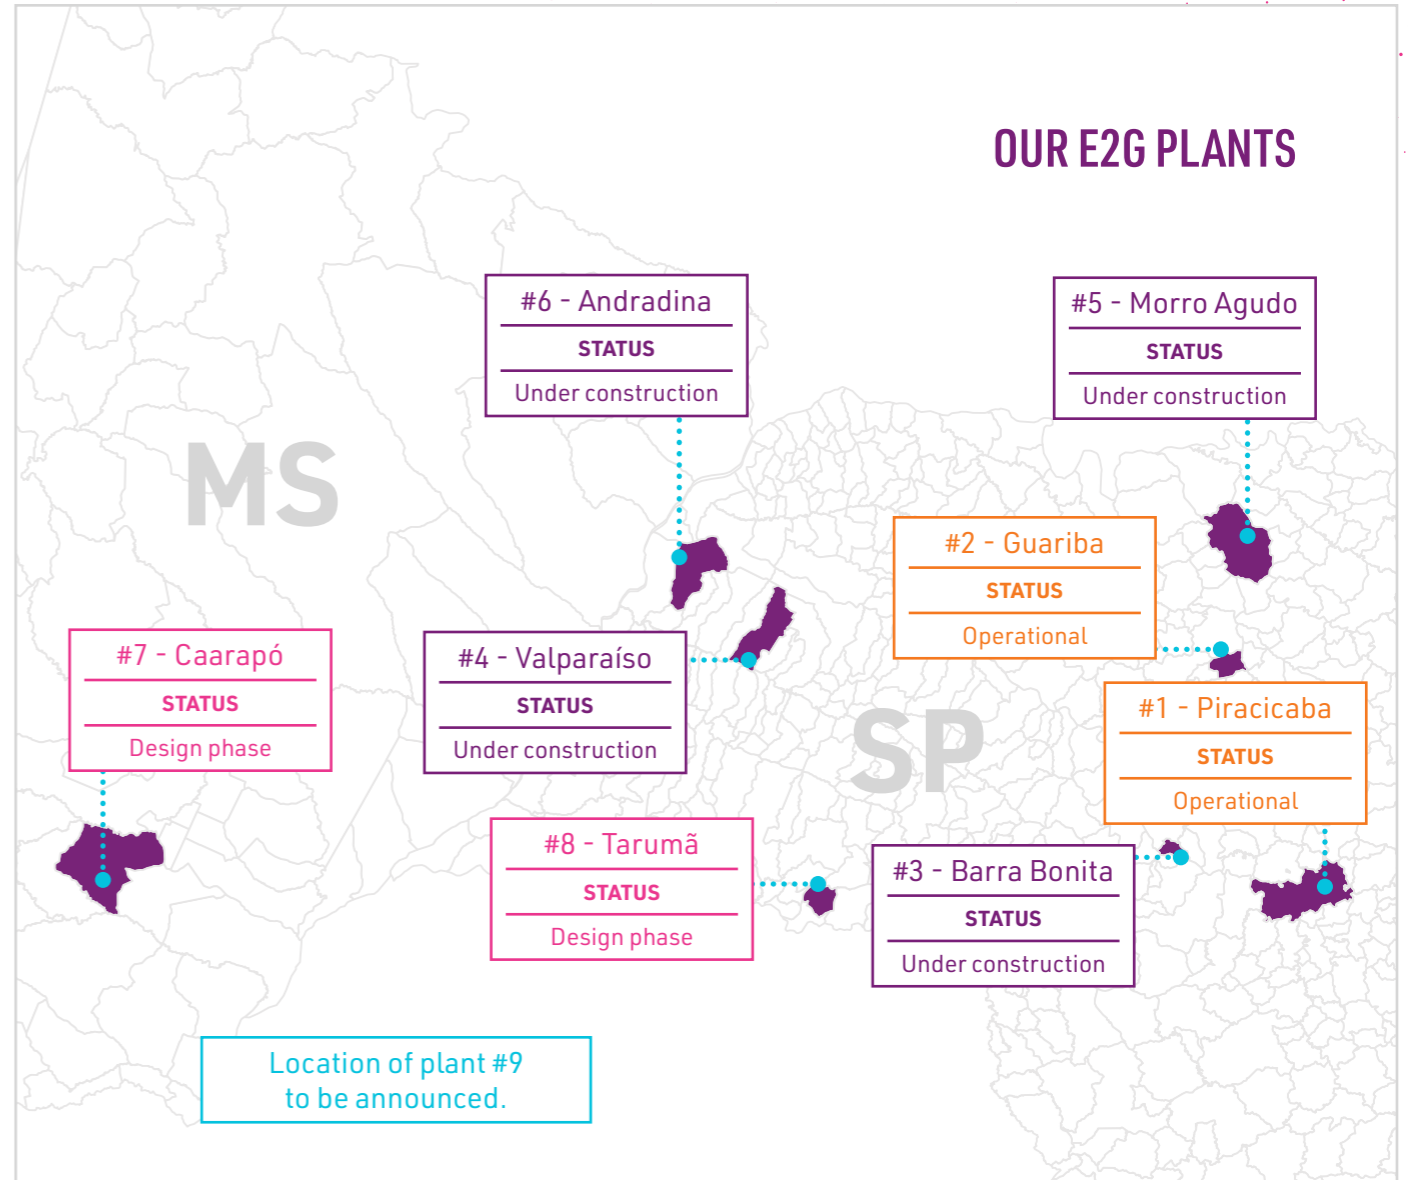 OUR E2G PLANTS
#6 - Andradina
STATUS
Under construction
#5 - Morro Agudo
STATUS
Under construction
MS
#2 - Guariba
STATUS
Operational
#7 - Caarapó
STATUS
Design phase
#4 - Valparaíso
STATUS
Under construction
SP
#1 - Piracicaba
STATUS
Operational
#8 - Tarumã
STATUS
Design phase
#3 - Barra Bonita
STATUS
Under construction
Location of plant #9
to be announced.